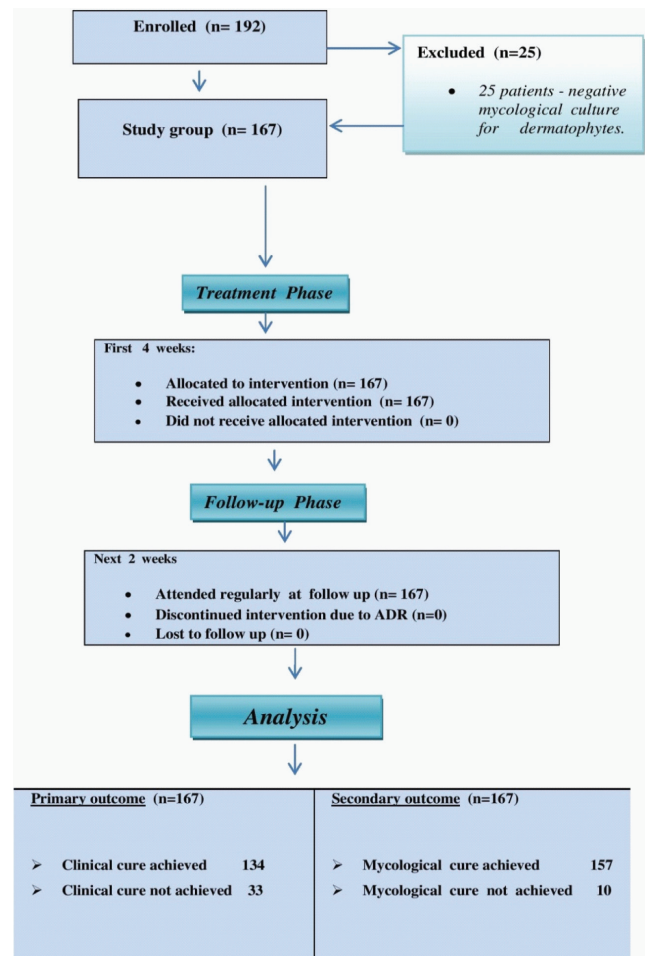 Enrolled (n= 192)
Excluded (n=25)
• 25 patients - negative
mycological culture
for dermatophytes.
Study group (n= 167)
Treatment Phase
First 4 weeks:
• Allocated to intervention (n= 167)
• Received allocated intervention (n= 167)
• Did not receive allocated intervention (n= 0)
Follow-up Phase
Next 2 weeks
• Attended regularly at follow up (n= 167)
• Discontinued intervention due to ADR (n=0)
• Lost to follow up (n= 0)
Analysis
Primary outcome (n=167)
➢ Clinical cure achieved 134
➢ Clinical cure not achieved 33
Secondary outcome (n=167)
➢ Mycological cure achieved 157
➢ Mycological cure not achieved 10